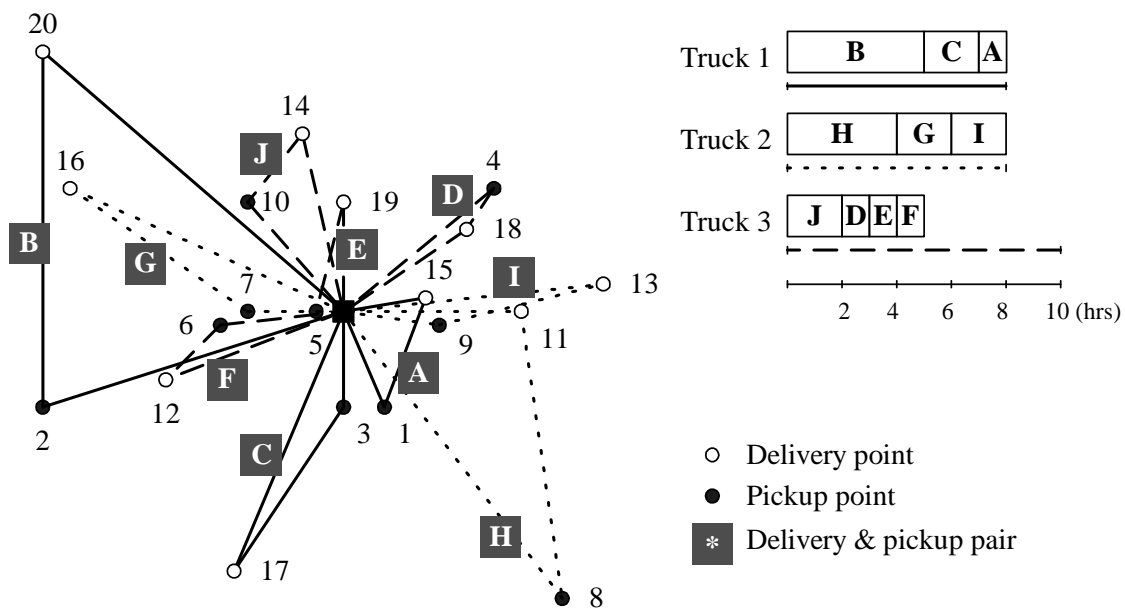 20
14
16
4
J
10
19
D
18
B
G
E
15
I
13
7
6
5
9
11
F
A
12
2
3
1
C
H
17
8
Truck 1
B C A
Truck 2
H G I
Truck 3
J D E F
2 4 6 8 10 (hrs)
Delivery point
Pickup point
* Delivery & pickup pair